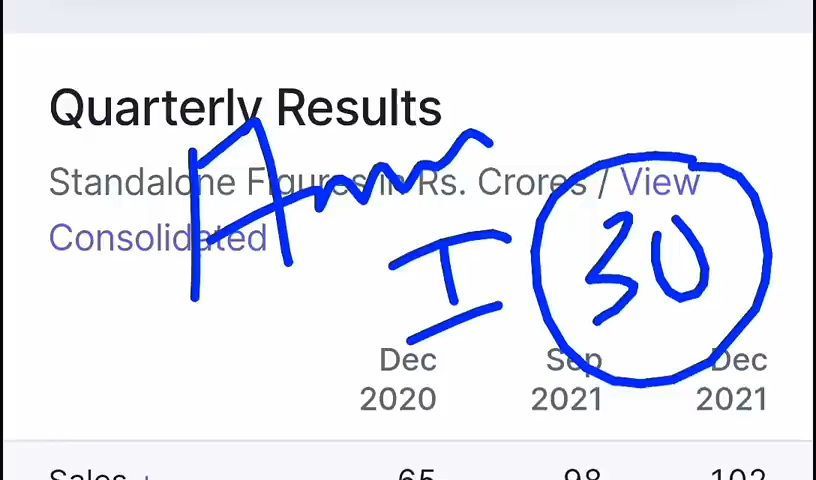 Quarterly Results
Standalone Figures in Rs. Crores / View
Consolidated
I 30
Dec Sep Dec
2020 2021 2021
Sales + 65 98 102